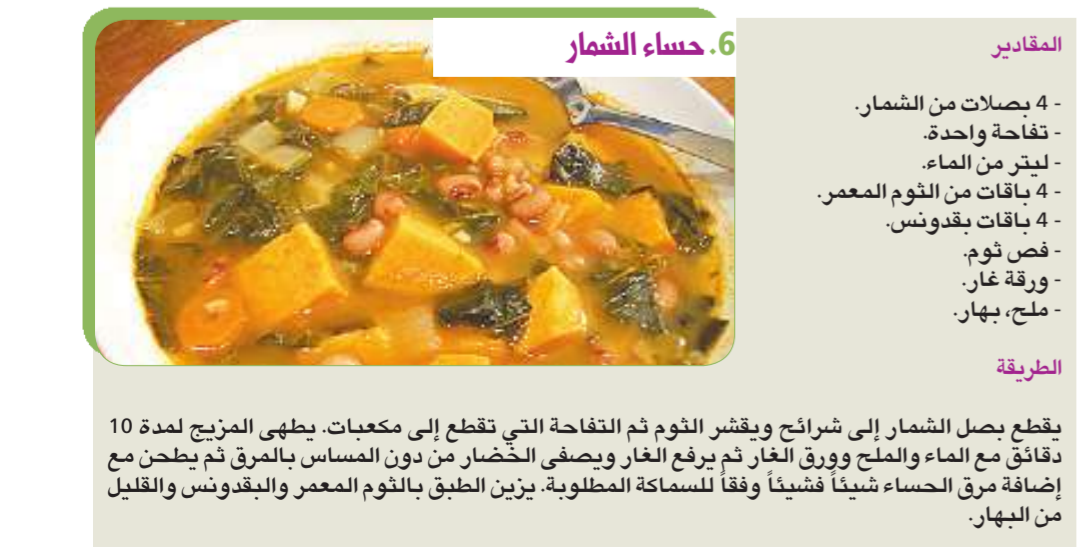 6. حساء الشمار
المقادير
- 4 بصلات من الشمار.
- تفاحة واحدة.
- ليتر من الماء.
- 4 باقات من الثوم المعمر.
- 4 باقات بقدونس.
- فص ثوم.
- ورقة غار.
- ملح، بهار.
الطريقة
يقطع بصل الشمار إلى شرائح ويقشر الثوم ثم التفاحة التي تقطع إلى مكعبات. يطهى المزيج لمدة 10
دقائق مع الماء والملح وورق الغار ثم يرفع الغار ويصفى الخضار من دون المساس بالمرق ثم يطحن مع
إضافة مرق الحساء شيئاً فشيئاً وفقاً للسماكة المطلوبة. يزين الطبق بالثوم المعمر والبقدونس والقليل
من البهار.